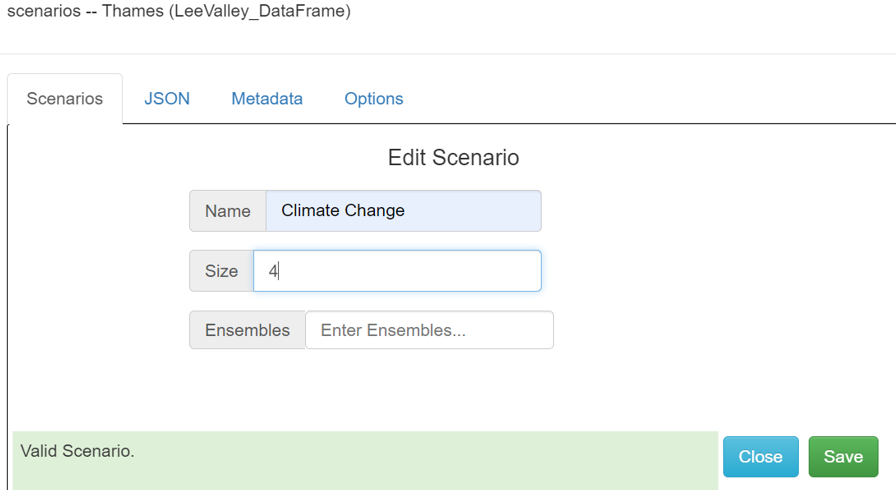 scenarios -- Thames (LeeValley_DataFrame)
Scenarios JSON Metadata Options
Edit Scenario
Name Climate Change
Size 4
Ensembles Enter Ensembles...
Valid Scenario. Close Save